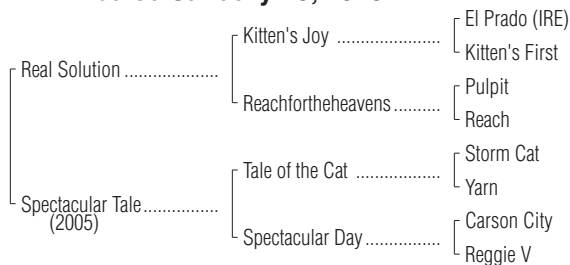 El Prado (IRE)
Kitten's Joy ....................
Kitten's First
Real Solution ....................
Pulpit
Reachfortheheavens ..........
Reach
Storm Cat
Tale of the Cat .................
Yarn
Spectacular Tale ................
(2005)
Carson City
Spectacular Day ................
Reggie V